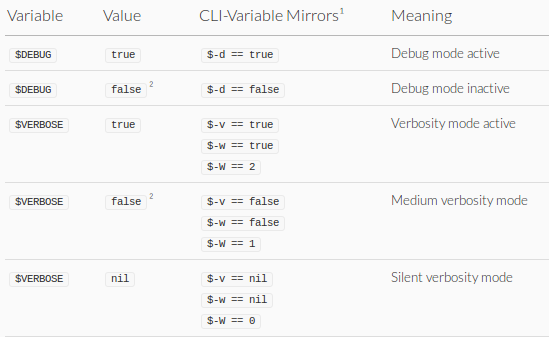 Variable Value CLI-Variable Mirrors1 Meaning
$DEBUG true $-d == true Debug mode active
$DEBUG false 2 $-d == false Debug mode inactive
$VERBOSE true $-v == true Verbosity mode active
$-w == true
$-W == 2
$VERBOSE false 2 $-v == false Medium verbosity mode
$-w == false
$-W == 1
$VERBOSE nil $-v == nil Silent verbosity mode
$-w == nil
$-W == 0